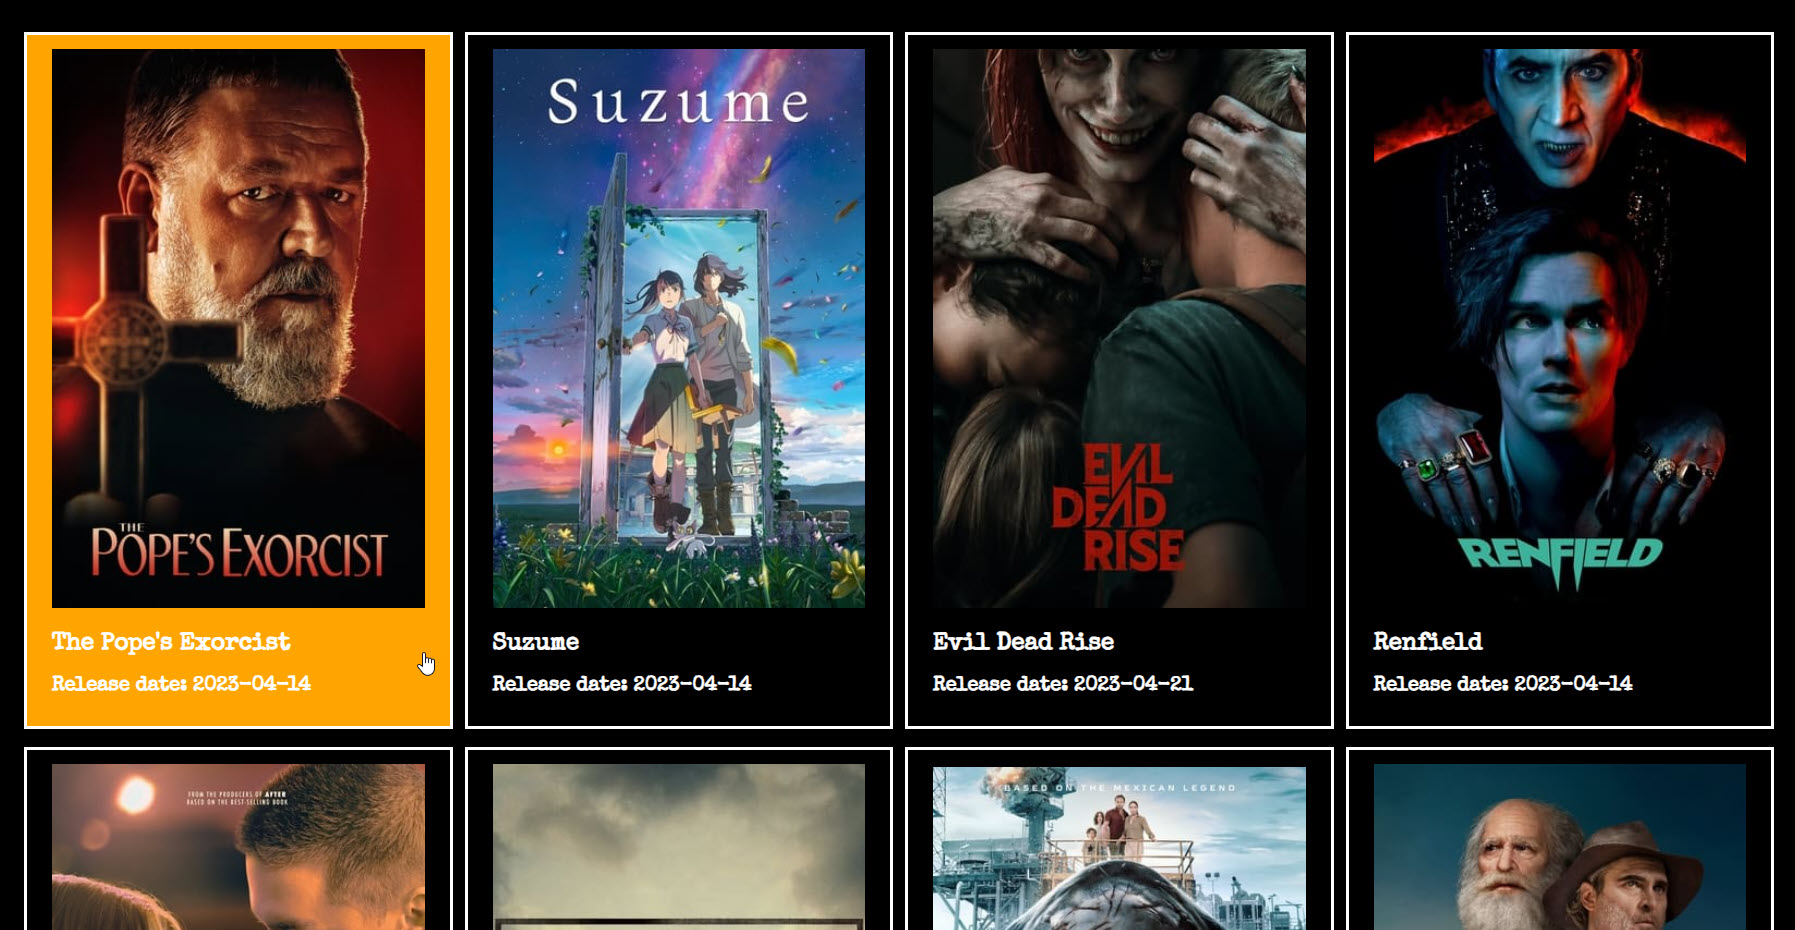 THE
POPE'S EXORCIST
The Pope's Exorcist
Release date: 2023-04-14
Suzume
Suzume
Release date: 2023-04-14
EVIL
DEAD
RISE
Evil Dead Rise
Release date: 2023-04-21
RENFIELD
Renfield
Release date: 2023-04-14
FROM THE PRODUCERS OF AFTER
BASED ON THE BEST-SELLING BOOK
BASED ON THE MEXICAN LEGEND